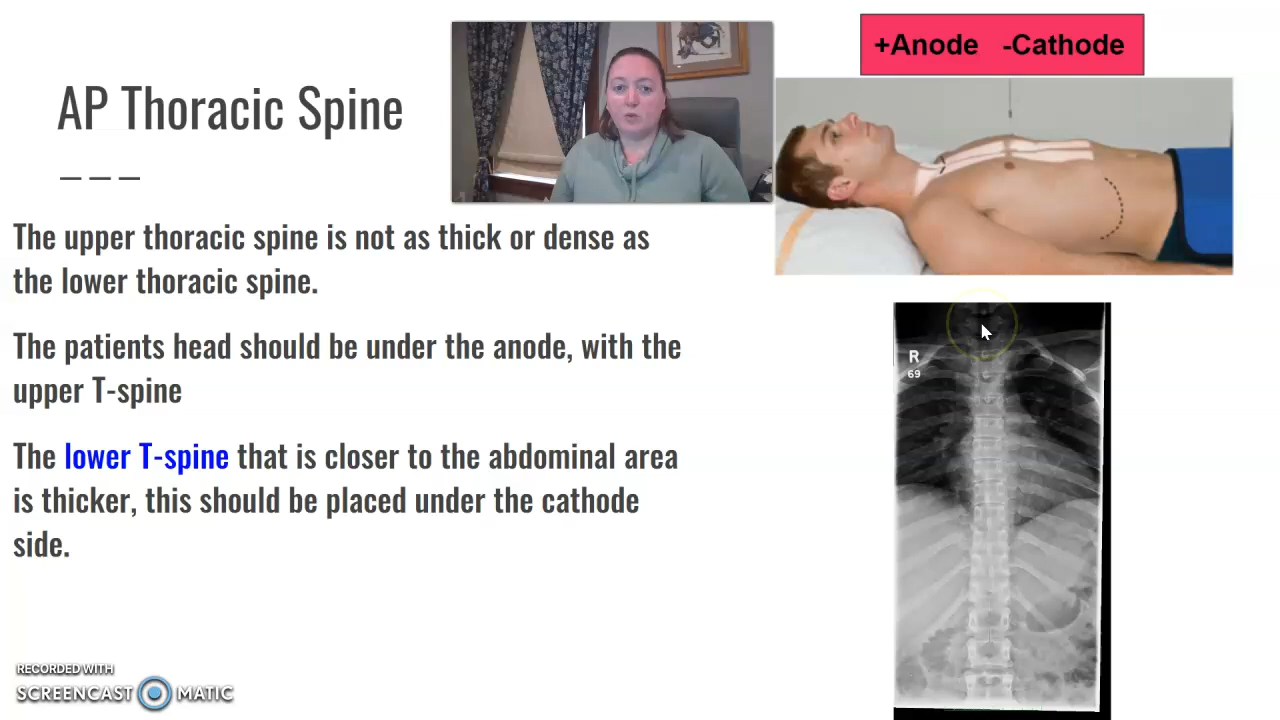 +Anode -Cathode
AP Thoracic Spine
The upper thoracic spine is not as thick or dense as
the lower thoracic spine.
The patients head should be under the anode, with the
upper T-spine
The lower T-spine that is closer to the abdominal area
is thicker, this should be placed under the cathode
side.
R
69
RECORDED WITH
SCREENCAST MATIC